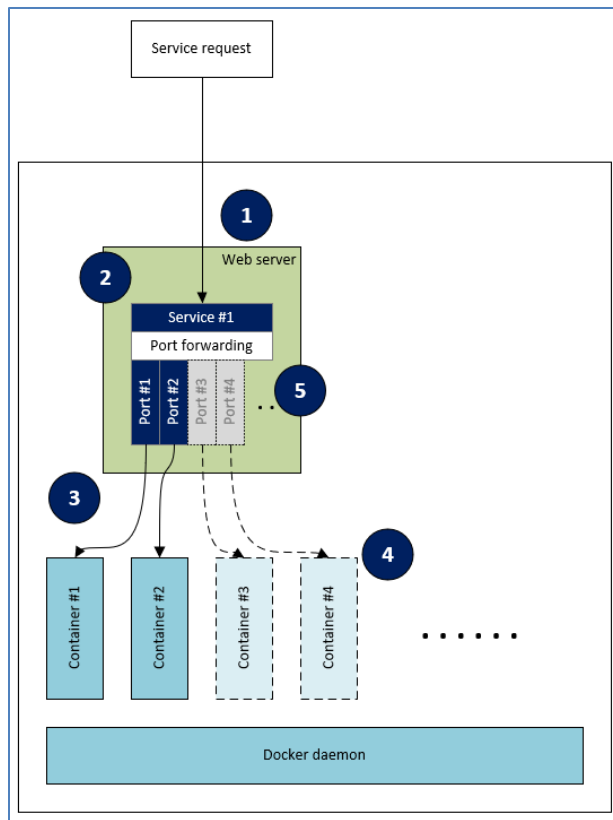 Service request
1
Web server
2
Service #1
Port forwarding
Port #1
Port #2
Port #3
Port #4
. .
5
3
4
Container #1
Container #2
Container #3
Container #4
. . . . . .
Docker daemon